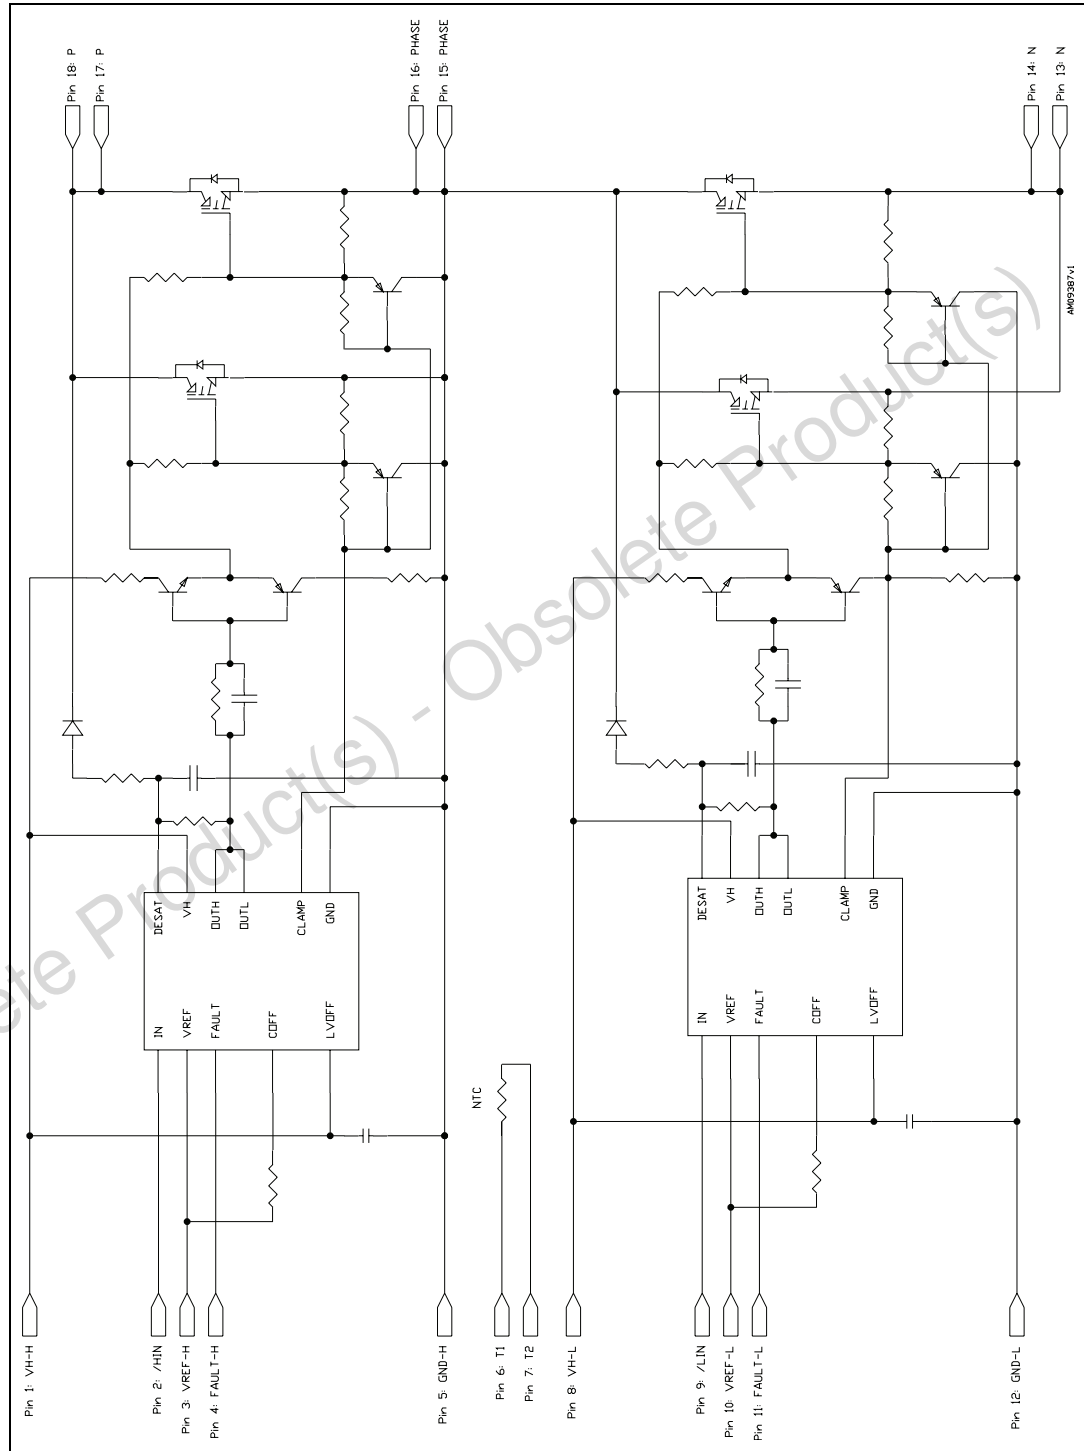 Pin 18: P
Pin 17: P
Pin 16: PHASE
Pin 15: PHASE
Pin 14: N
Pin 13: N
AM09387v1
DESAT
VH
OUTH
OUTL
CLAMP
GND
IN
VREF
FAULT
COFF
LVOFF
DESAT
VH
OUTH
OUTL
CLAMP
GND
IN
VREF
FAULT
COFF
LVOFF
NTC
Pin 1: VH-H
Pin 2: /HIN
Pin 3: VREF-H
Pin 4: FAULT-H
Pin 5: GND-H
Pin 6: T1
Pin 7: T2
Pin 8: VH-L
Pin 9: /LIN
Pin 10: VREF-L
Pin 11: FAULT-L
Pin 12: GND-L
ete Product(s) - Obsolete Product(s)